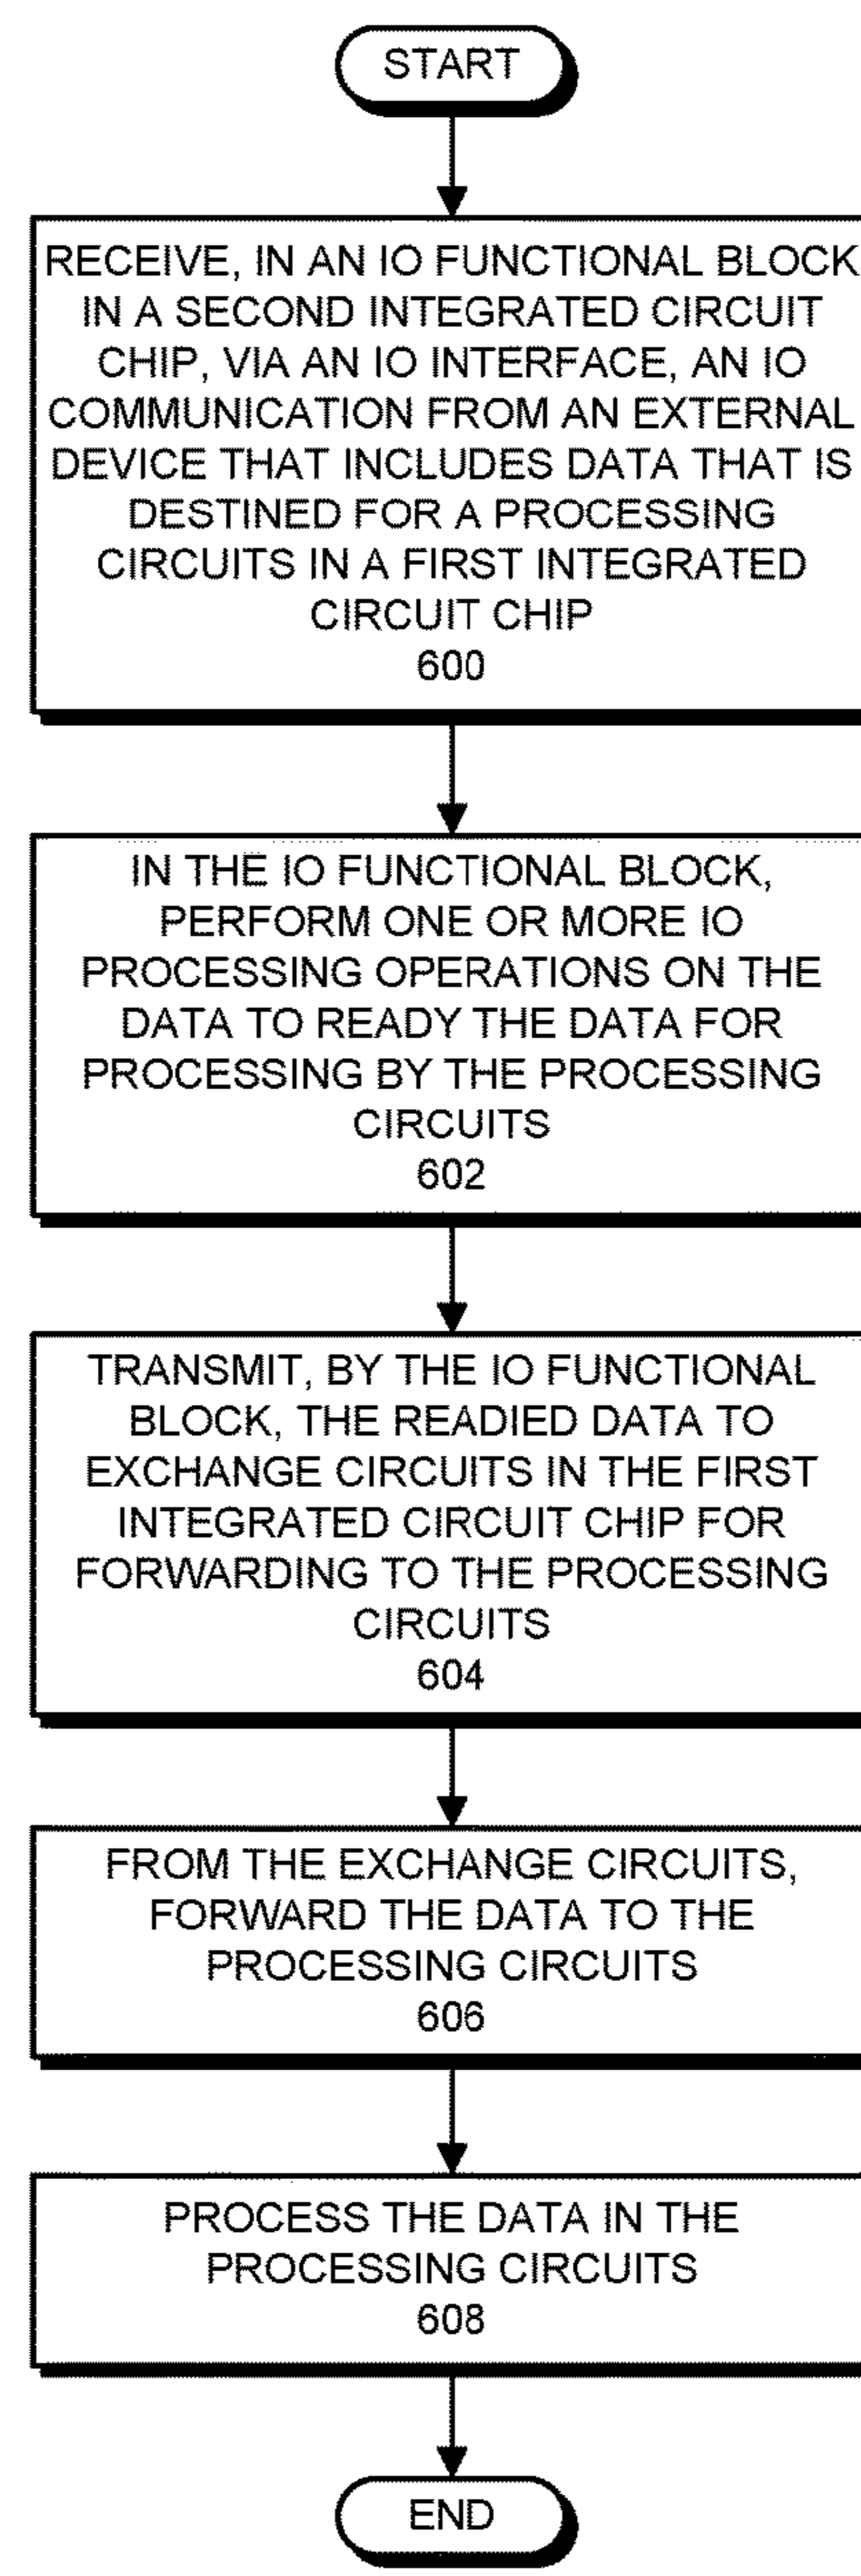 START
RECEIVE, IN AN IO FUNCTIONAL BLOCK
IN A SECOND INTEGRATED CIRCUIT
CHIP, VIA AN IO INTERFACE, AN IO
COMMUNICATION FROM AN EXTERNAL
DEVICE THAT INCLUDES DATA THAT IS
DESTINED FOR A PROCESSING
CIRCUITS IN A FIRST INTEGRATED
CIRCUIT CHIP
600
IN THE IO FUNCTIONAL BLOCK,
PERFORM ONE OR MORE IO
PROCESSING OPERATIONS ON THE
DATA TO READY THE DATA FOR
PROCESSING BY THE PROCESSING
CIRCUITS
602
TRANSMIT, BY THE IO FUNCTIONAL
BLOCK, THE READIED DATA TO
EXCHANGE CIRCUITS IN THE FIRST
INTEGRATED CIRCUIT CHIP FOR
FORWARDING TO THE PROCESSING
CIRCUITS
604
FROM THE EXCHANGE CIRCUITS,
FORWARD THE DATA TO THE
PROCESSING CIRCUITS
606
PROCESS THE DATA IN THE
PROCESSING CIRCUITS
608
END